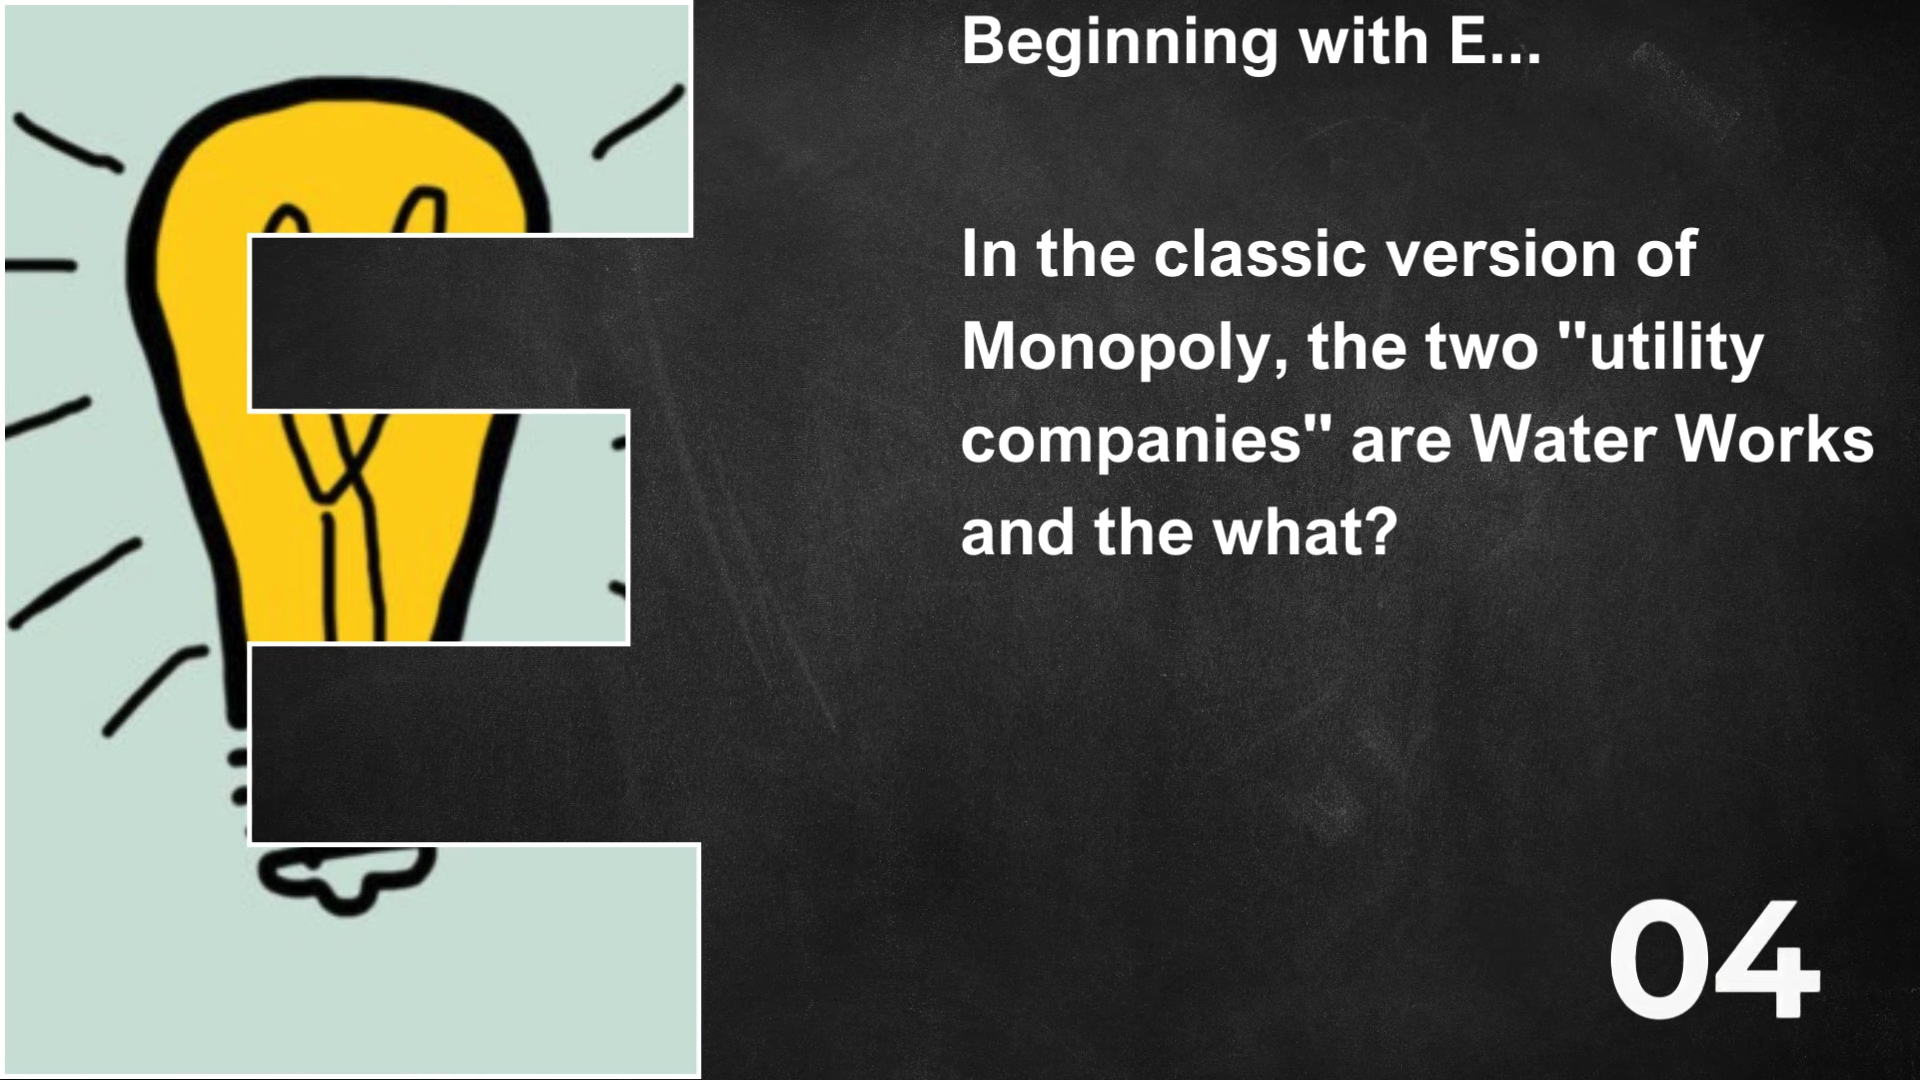 Beginning with E...
In the classic version of
Monopoly, the two "utility
companies" are Water Works
and the what?
04